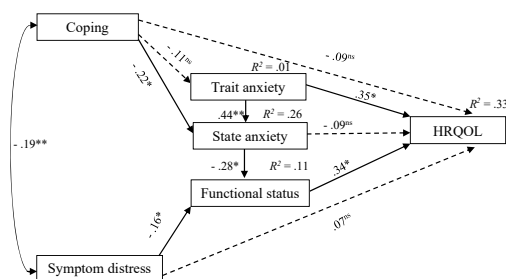 Coping
- .09ns
- .11ns
R2 = .01
R2 = .33
- .22*
Trait anxiety
.35*
.44**
R2 = .26
State anxiety
- .09ns
HRQOL
- .19**
- .28*
R2 = .11
Functional status
.34*
- .16*
.07ns
Symptom distress